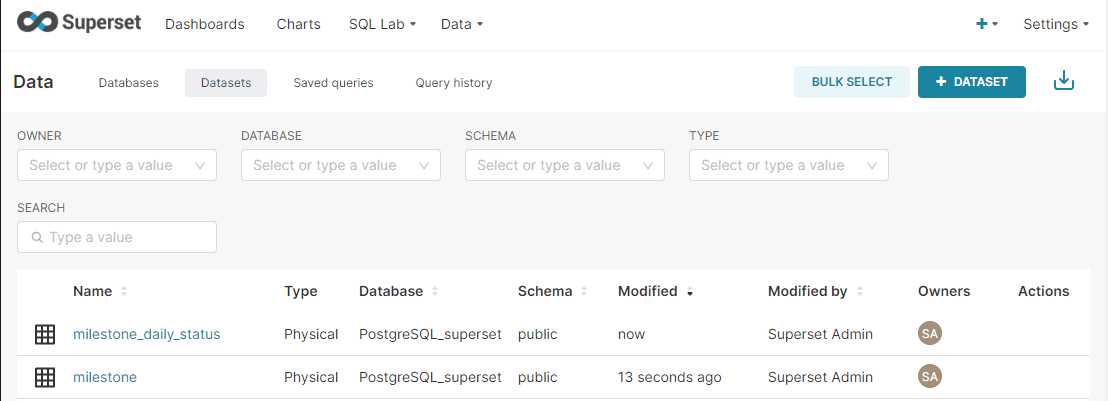 Superset Dashboards Charts SQL Lab Data + Settings
Data Databases Datasets Saved queries Query history BULK SELECT + DATASET
OWNER DATABASE SCHEMA TYPE
Select or type a value Select or type a value Select or type a value Select or type a value
SEARCH
Type a value
Name Type Database Schema Modified Modified by Owners Actions
milestone_daily_status Physical PostgreSQL_superset public now Superset Admin SA
milestone Physical PostgreSQL_superset public 13 seconds ago Superset Admin SA